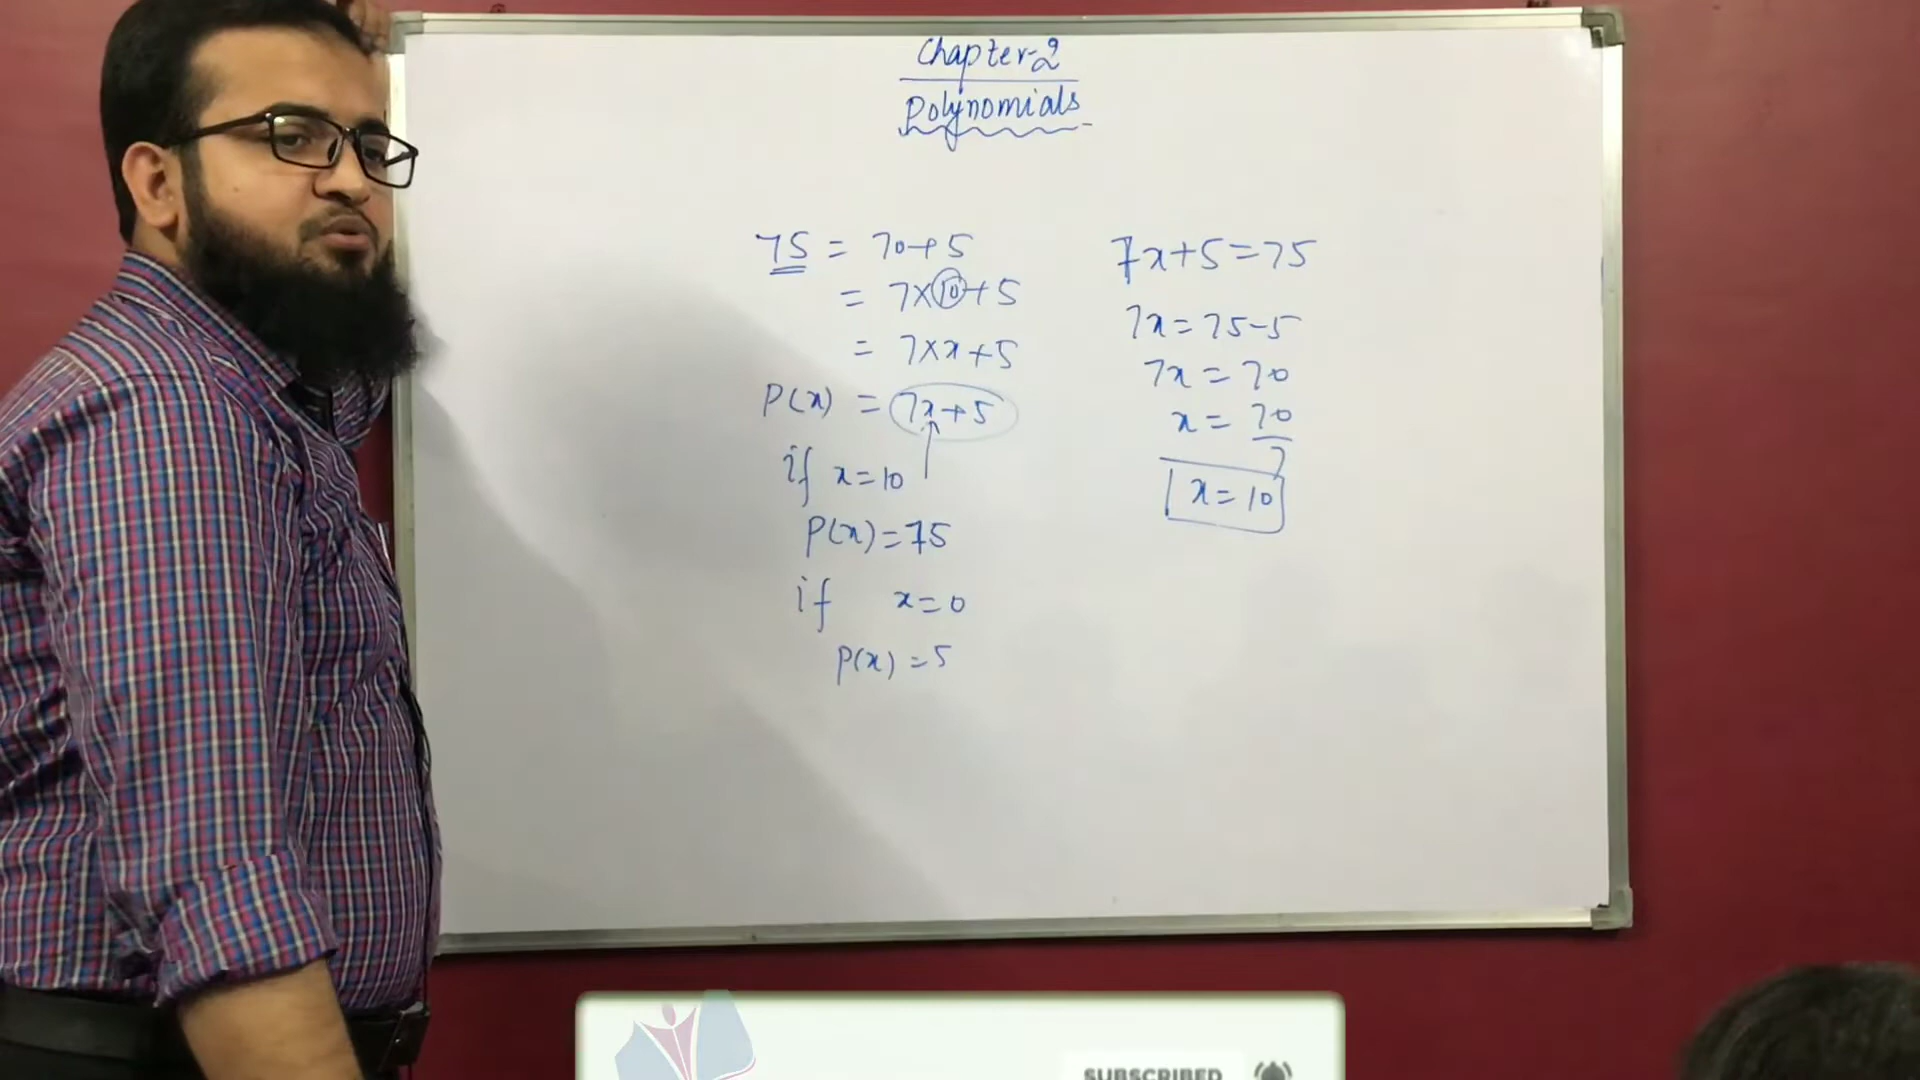 Chapter-2
Polynomials
75 = 70+5
= 7×10+5
= 7×x+5
P(x) = 7x+5
if x=10
P(x)=75
if x=0
P(x)=5
7x+5=75
7x=75-5
7x=70
x=70
7
x=10
SUBSCRIBED